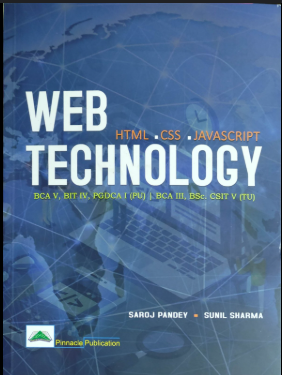 WEB
HTML . CSS . JAVASCRIPT
TECHNOLOGY
BCA V, BIT IV, PGDCA I (PU) | BCA III, BSc. CSIT V (TU)
SAROJ PANDEY SUNIL SHARMA
Pinnacle Publication